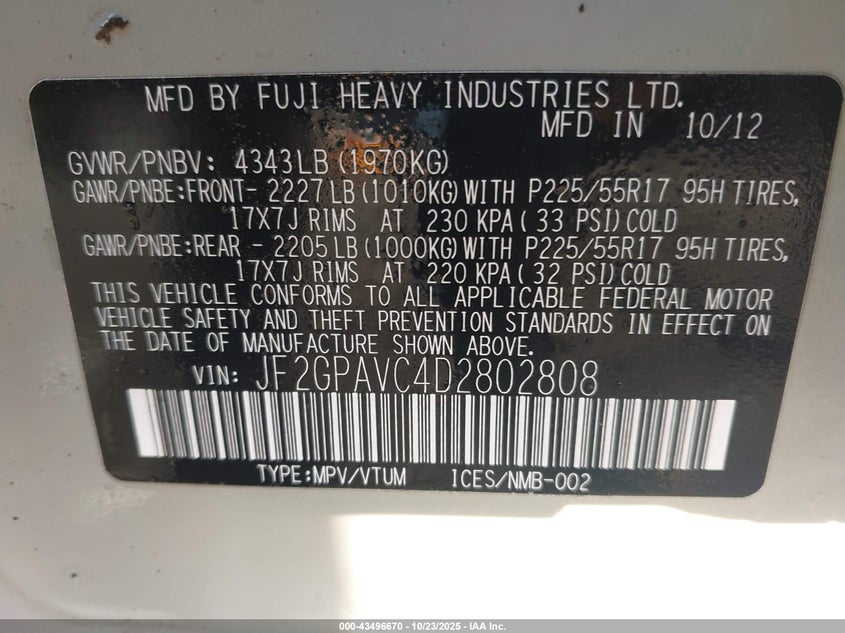 MFD BY FUJI HEAVY INDUSTRIES LTD.
MFD IN 10/12
GVWR/PNBV: 4343LB (1970KG)
GAWR/PNBE:FRONT- 2227LB (1010KG) WITH P225/55R17 95H TIRES,
17X7J RIMS AT 230 KPA( 33 PSI) COLD
GAWR/PNBE:REAR - 2205LB (1000KG) WITH P225/55R17 95H TIRES,
17X7J RIMS AT 220 KPA( 32 PSI) COLD
THIS VEHICLE CONFORMS TO ALL APPLICABLE FEDERAL MOTOR
VEHICLE SAFETY AND THEFT PREVENTION STANDARDS IN EFFECT ON
THE DATE OF MANUFACTURE SHOWN ABOVE.
VIN: JF2GPAVC4D2802808
TYPE:MPV/VTUM ICES/NMB-002
000-43496670 - 10/23/2025 - IAA Inc.